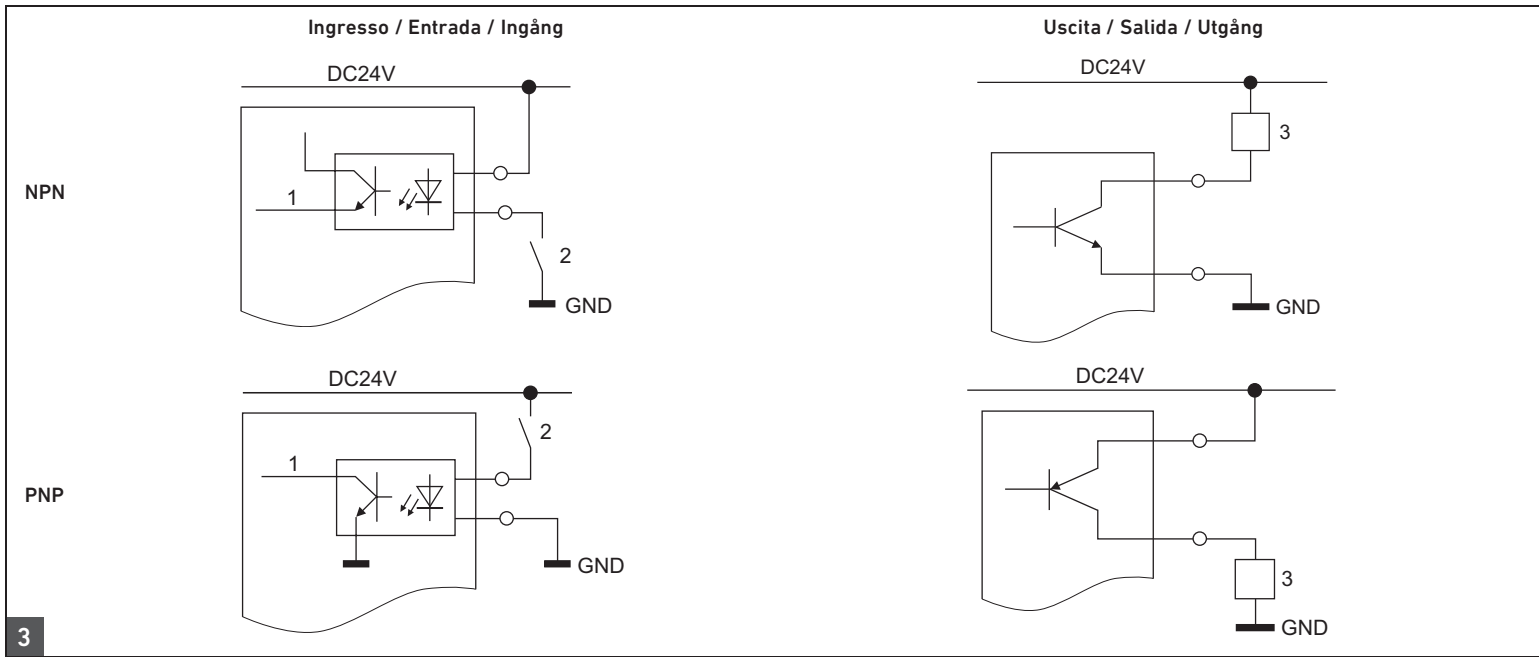 Ingresso / Entrada / Ingång
Uscita / Salida / Utgång
NPN
DC24V
1
2
GND
DC24V
3
GND
PNP
DC24V
1
2
GND
DC24V
3
GND
3